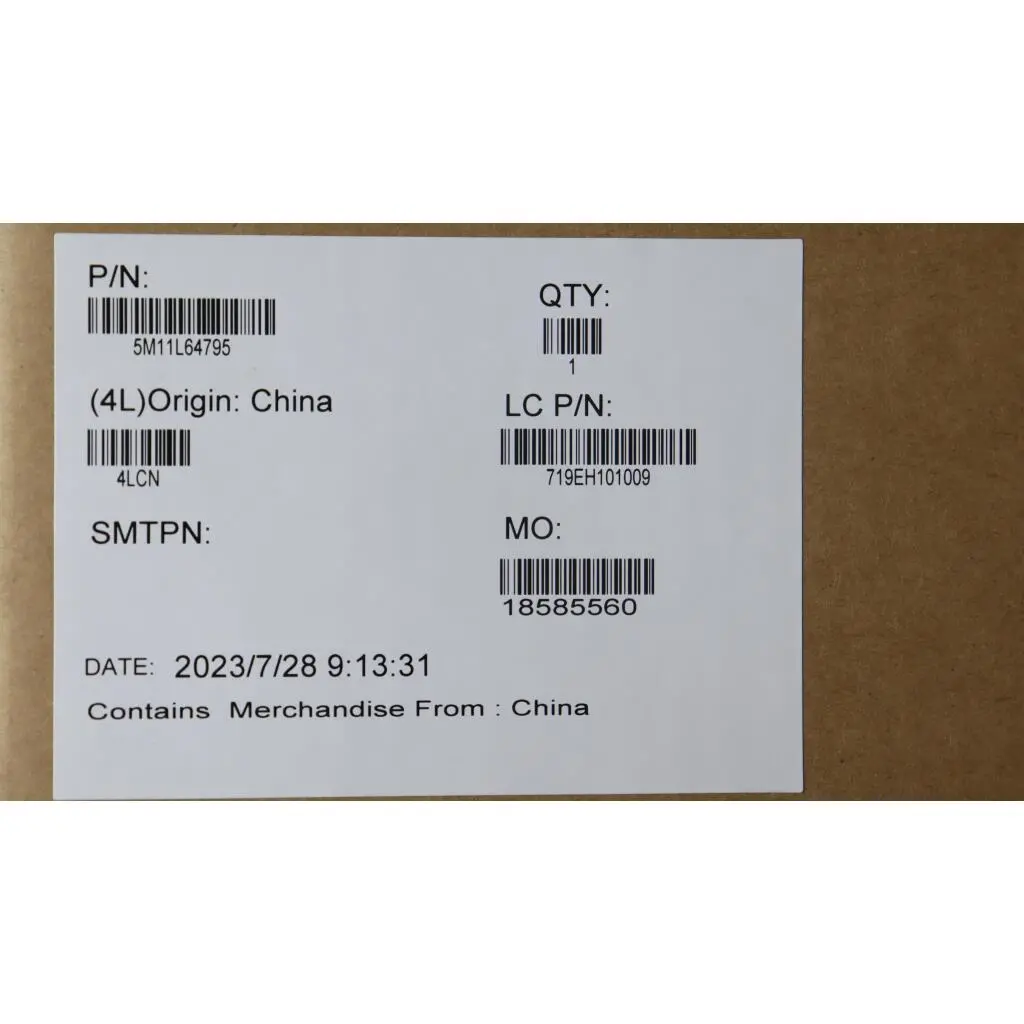 P/N:
5M11L64795
QTY:
1
(4L)Origin: China
4LCN
LC P/N:
719EH101009
SMTPN:
MO:
18585560
DATE: 2023/7/28 9:13:31
Contains Merchandise From : China